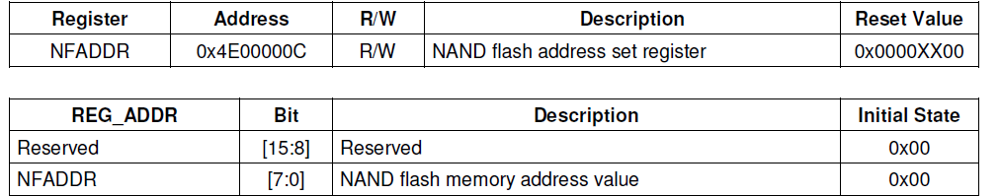 Register Address R/W Description Reset Value
NFADDR 0x4E00000C R/W NAND flash address set register 0x0000XX00
REG_ADDR Bit Description Initial State
Reserved [15:8] Reserved 0x00
NFADDR [7:0] NAND flash memory address value 0x00